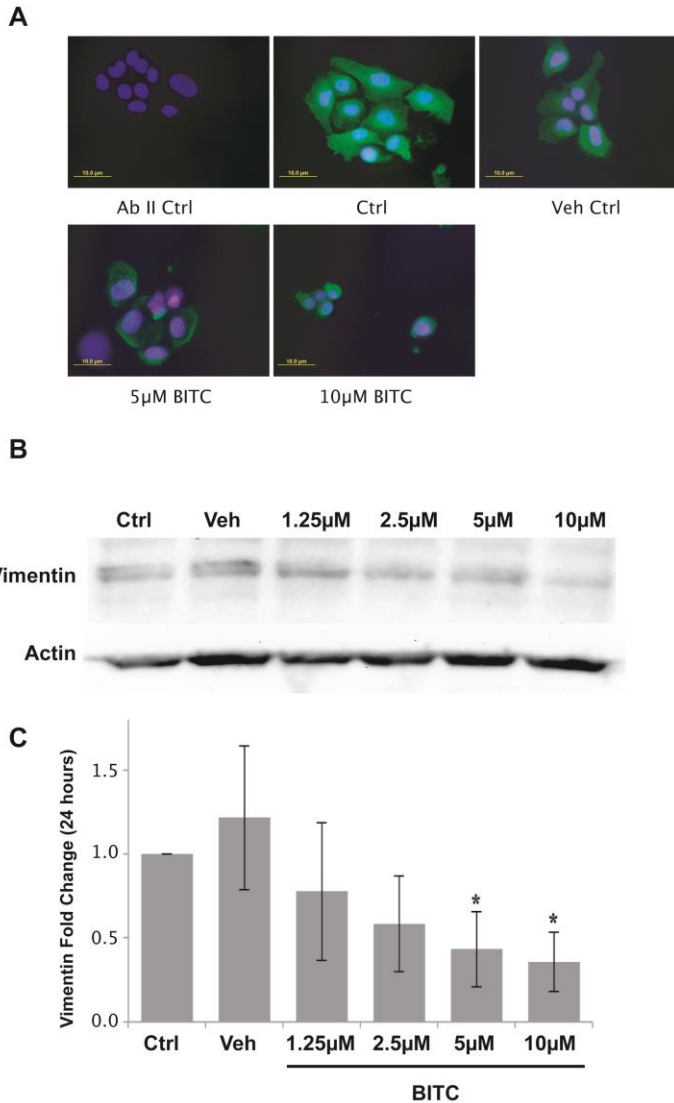 A
10.0 µm
10.0 µm
10.0 µm
Ab II Ctrl
Ctrl
Veh Ctrl
10.0 µm
10.0 µm
5µM BITC
10µM BITC
B
Ctrl Veh 1.25µM 2.5µM 5µM 10µM
Vimentin
Actin
C
Vimentin Fold Change (24 hours)
1.5
1.0
0.5
0.0
* *
Ctrl Veh 1.25µM 2.5µM 5µM 10µM
BITC